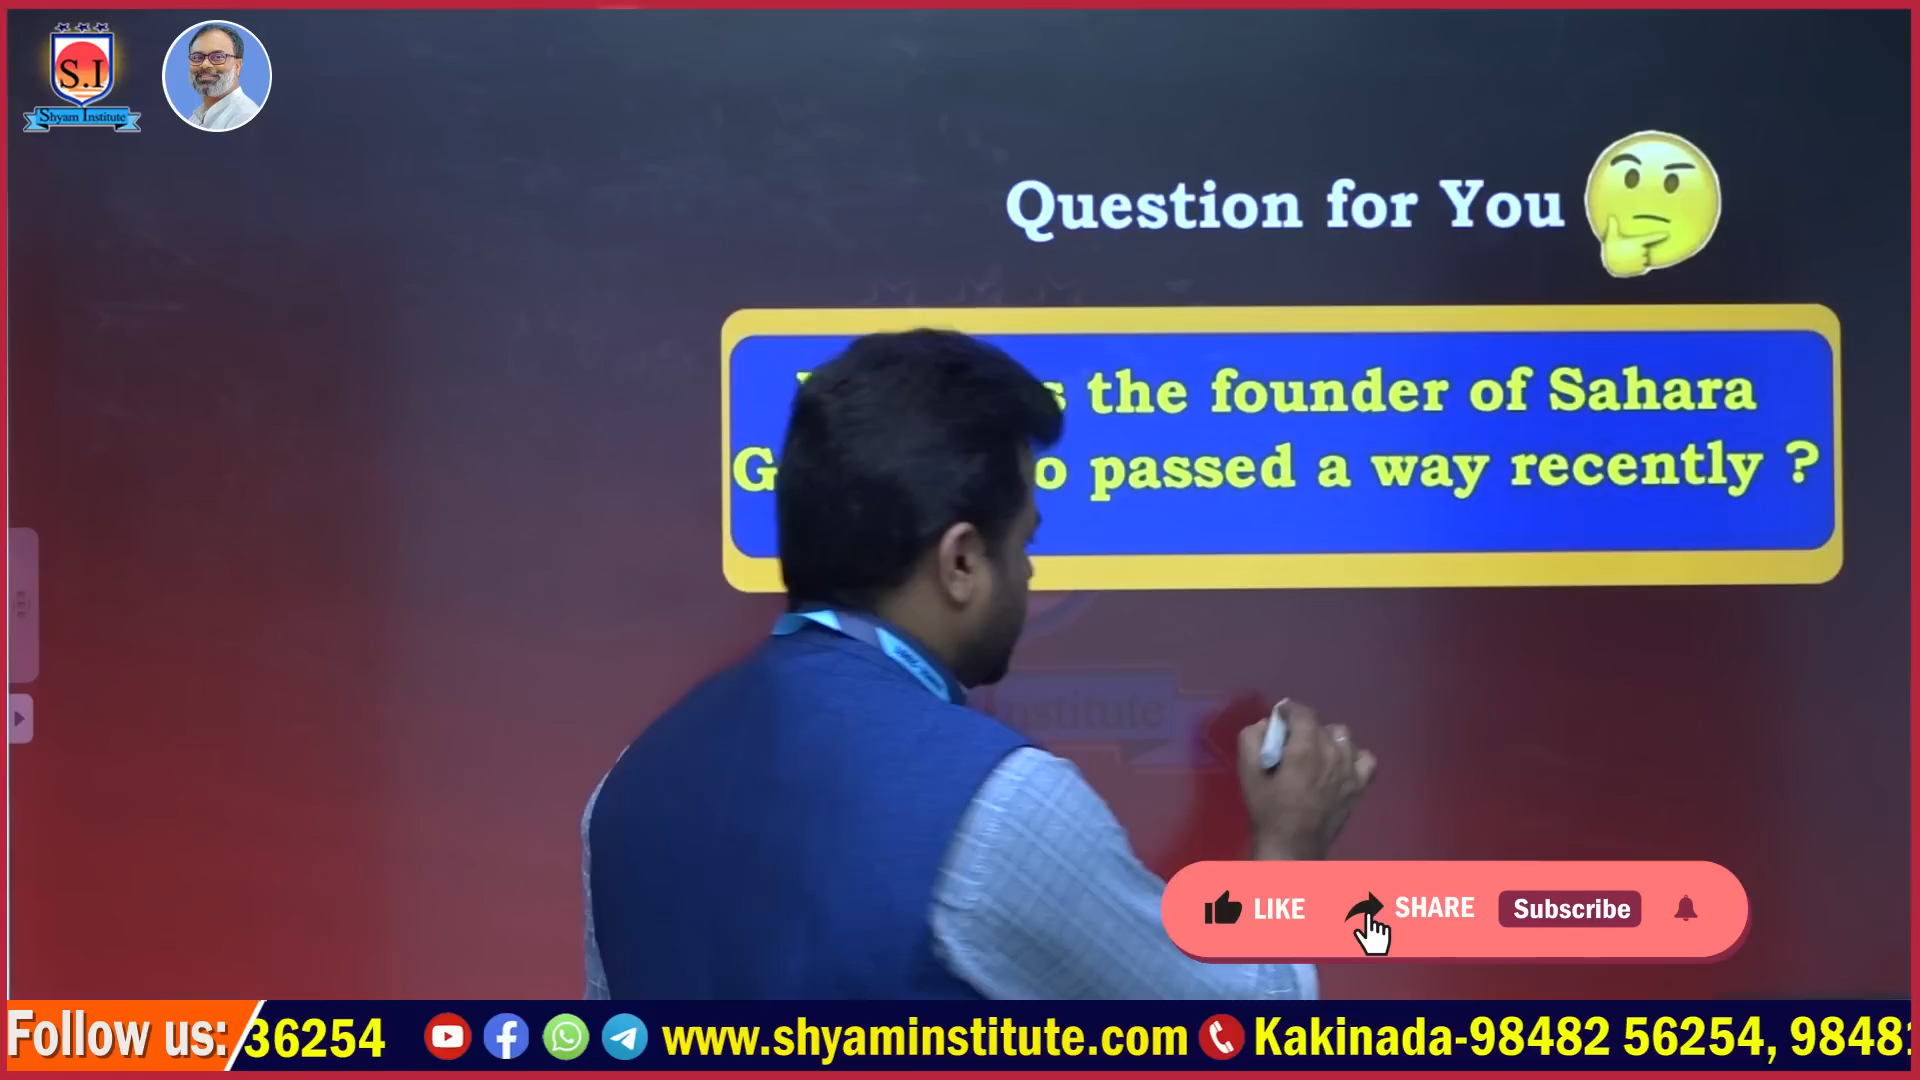 S.I
Shyam Institute
Question for You
s the founder of Sahara
G o passed a way recently ?
Institute
LIKE
SHARE
Subscribe
Follow us:
36254
www.shyaminstitute.com
Kakinada-98482 56254, 9848